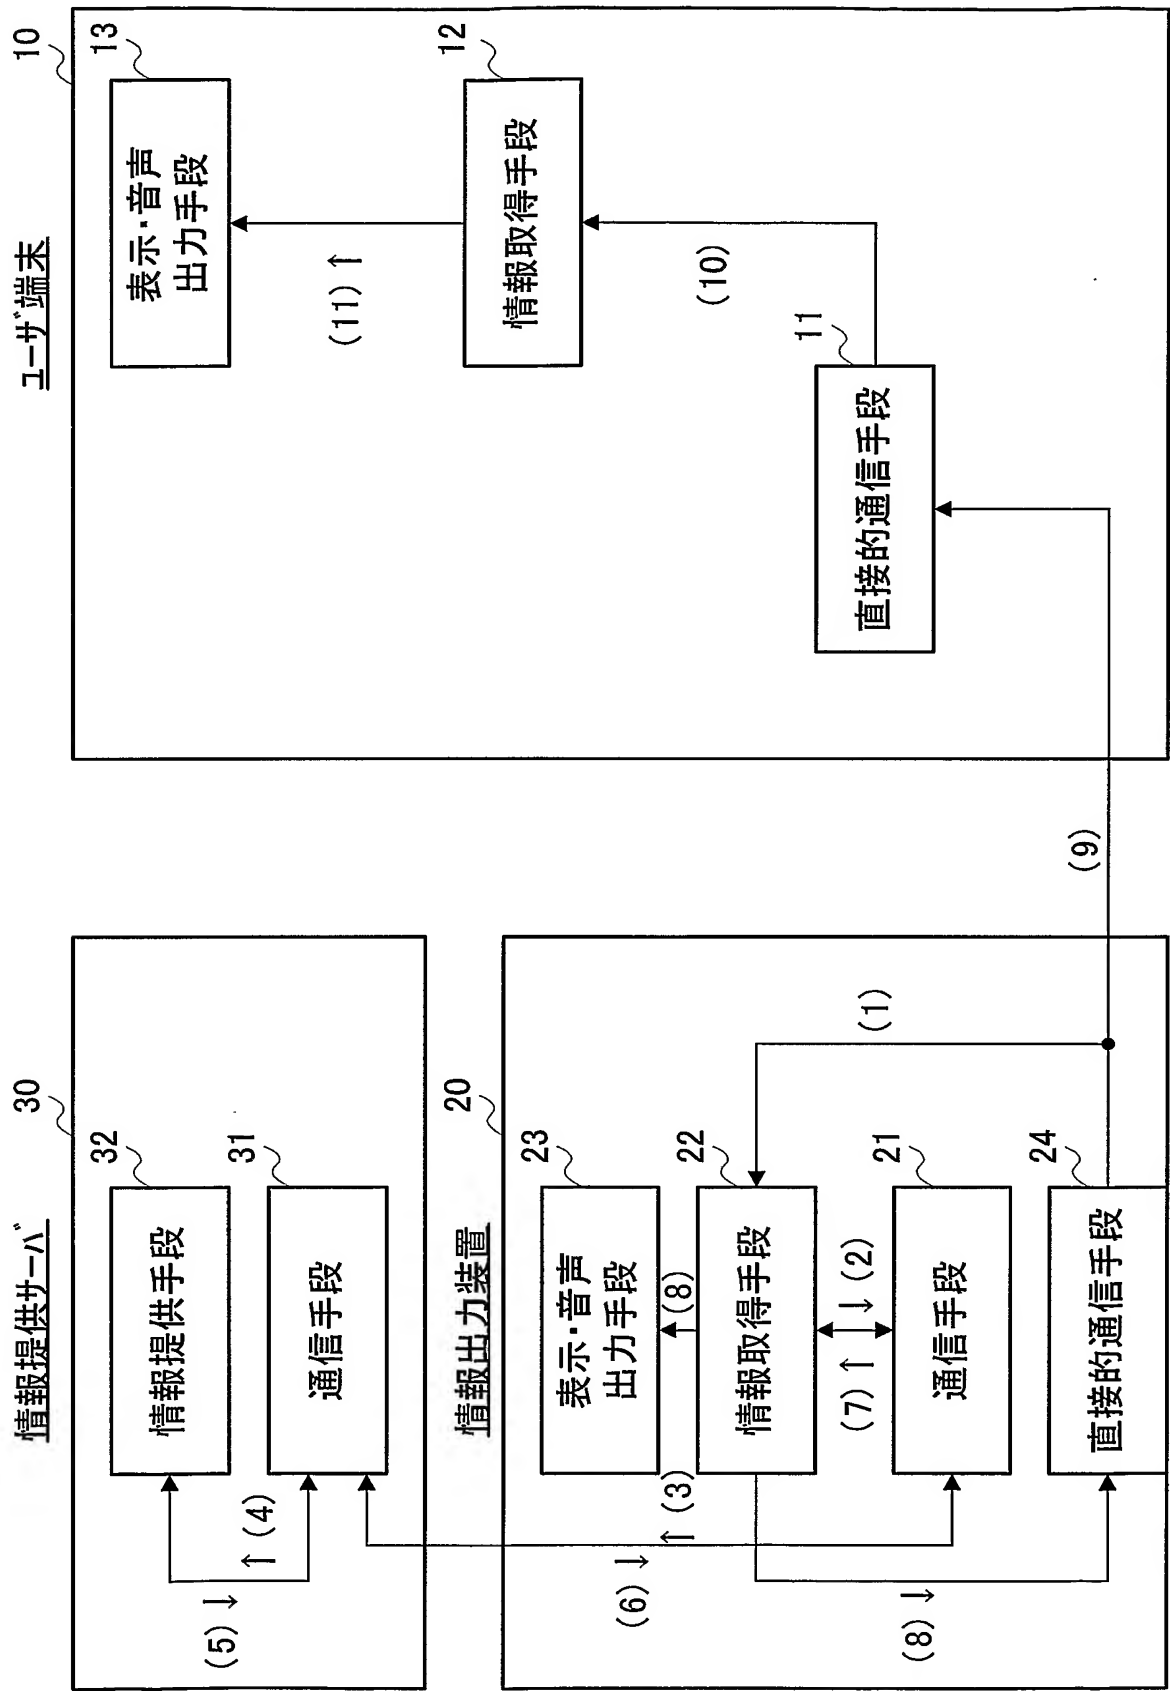 情報提供サーバ
30
32
情報提供手段
31
通信手段
(5)↓
↑(4)
情報出力装置
20
23
表示・音声
出力手段
(8)
22
情報取得手段
(1)
(7)↑
↓(2)
21
通信手段
24
直接的通信手段
(6)↓
↑(3)
(8)↓
(9)
ユーザ端末
10
13
表示・音声
出力手段
(11)↑
12
情報取得手段
(10)
11
直接的通信手段